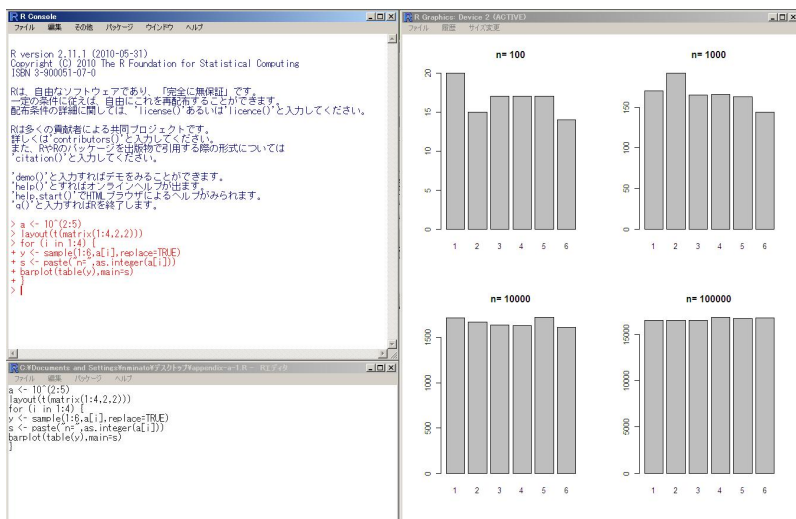 R Console
ファイル 編集 その他 パッケージ ウインドウ ヘルプ
R version 2.11.1 (2010-05-31)
Copyright (C) 2010 The R Foundation for Statistical Computing
ISBN 3-900051-07-0
Rは、自由なソフトウェアであり、「完全に無保証」です。
一定の条件に従えば、自由にこれを再配布することができます。
配布条件の詳細に関しては、'license()'あるいは'licence()'と入力してください。
Rは多くの貢献者による共同プロジェクトです。
詳しくは'contributors()'と入力してください。
また、RやRのパッケージを出版物で引用する際の形式については
'citation()'と入力してください。
'demo()'と入力すればデモをみることができます。
'help()'とすればオンラインヘルプが出ます。
'help.start()'でHTMLブラウザによるヘルプがみられます。
'q()'と入力すればRを終了します。
> a <- 10^(2:5)
> layout(t(matrix(1:4,2,2)))
> for (i in 1:4) {
+ y <- sample(1:6,a[i],replace=TRUE)
+ s <- paste("n=",as.integer(a[i]))
+ barplot(table(y),main=s)
+ }
>
C:¥Documents and Settings¥nminato¥デスクトップ¥appendix-a-1.R - Rエディタ
ファイル 編集 パッケージ ヘルプ
a <- 10^(2:5)
layout(t(matrix(1:4,2,2)))
for (i in 1:4) {
y <- sample(1:6,a[i],replace=TRUE)
s <- paste("n=",as.integer(a[i]))
barplot(table(y),main=s)
}
R Graphics: Device 2 (ACTIVE)
ファイル 履歴 サイズ変更
n= 100
20
15
10
5
0
1 2 3 4 5 6
n= 1000
150
100
50
0
1 2 3 4 5 6
n= 10000
1500
1000
500
0
1 2 3 4 5 6
n= 100000
15000
10000
5000
0
1 2 3 4 5 6